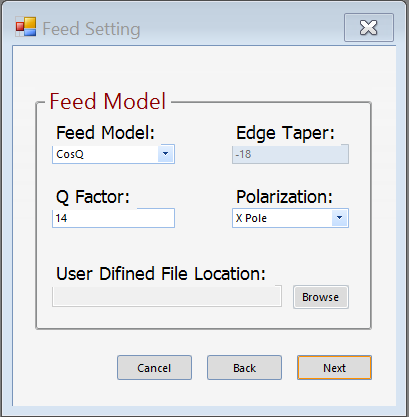 Feed Setting
Feed Model
Feed Model: Edge Taper:
CosQ -18
Q Factor: Polarization:
14 X Pole
User Difined File Location:
Browse
Cancel Back Next